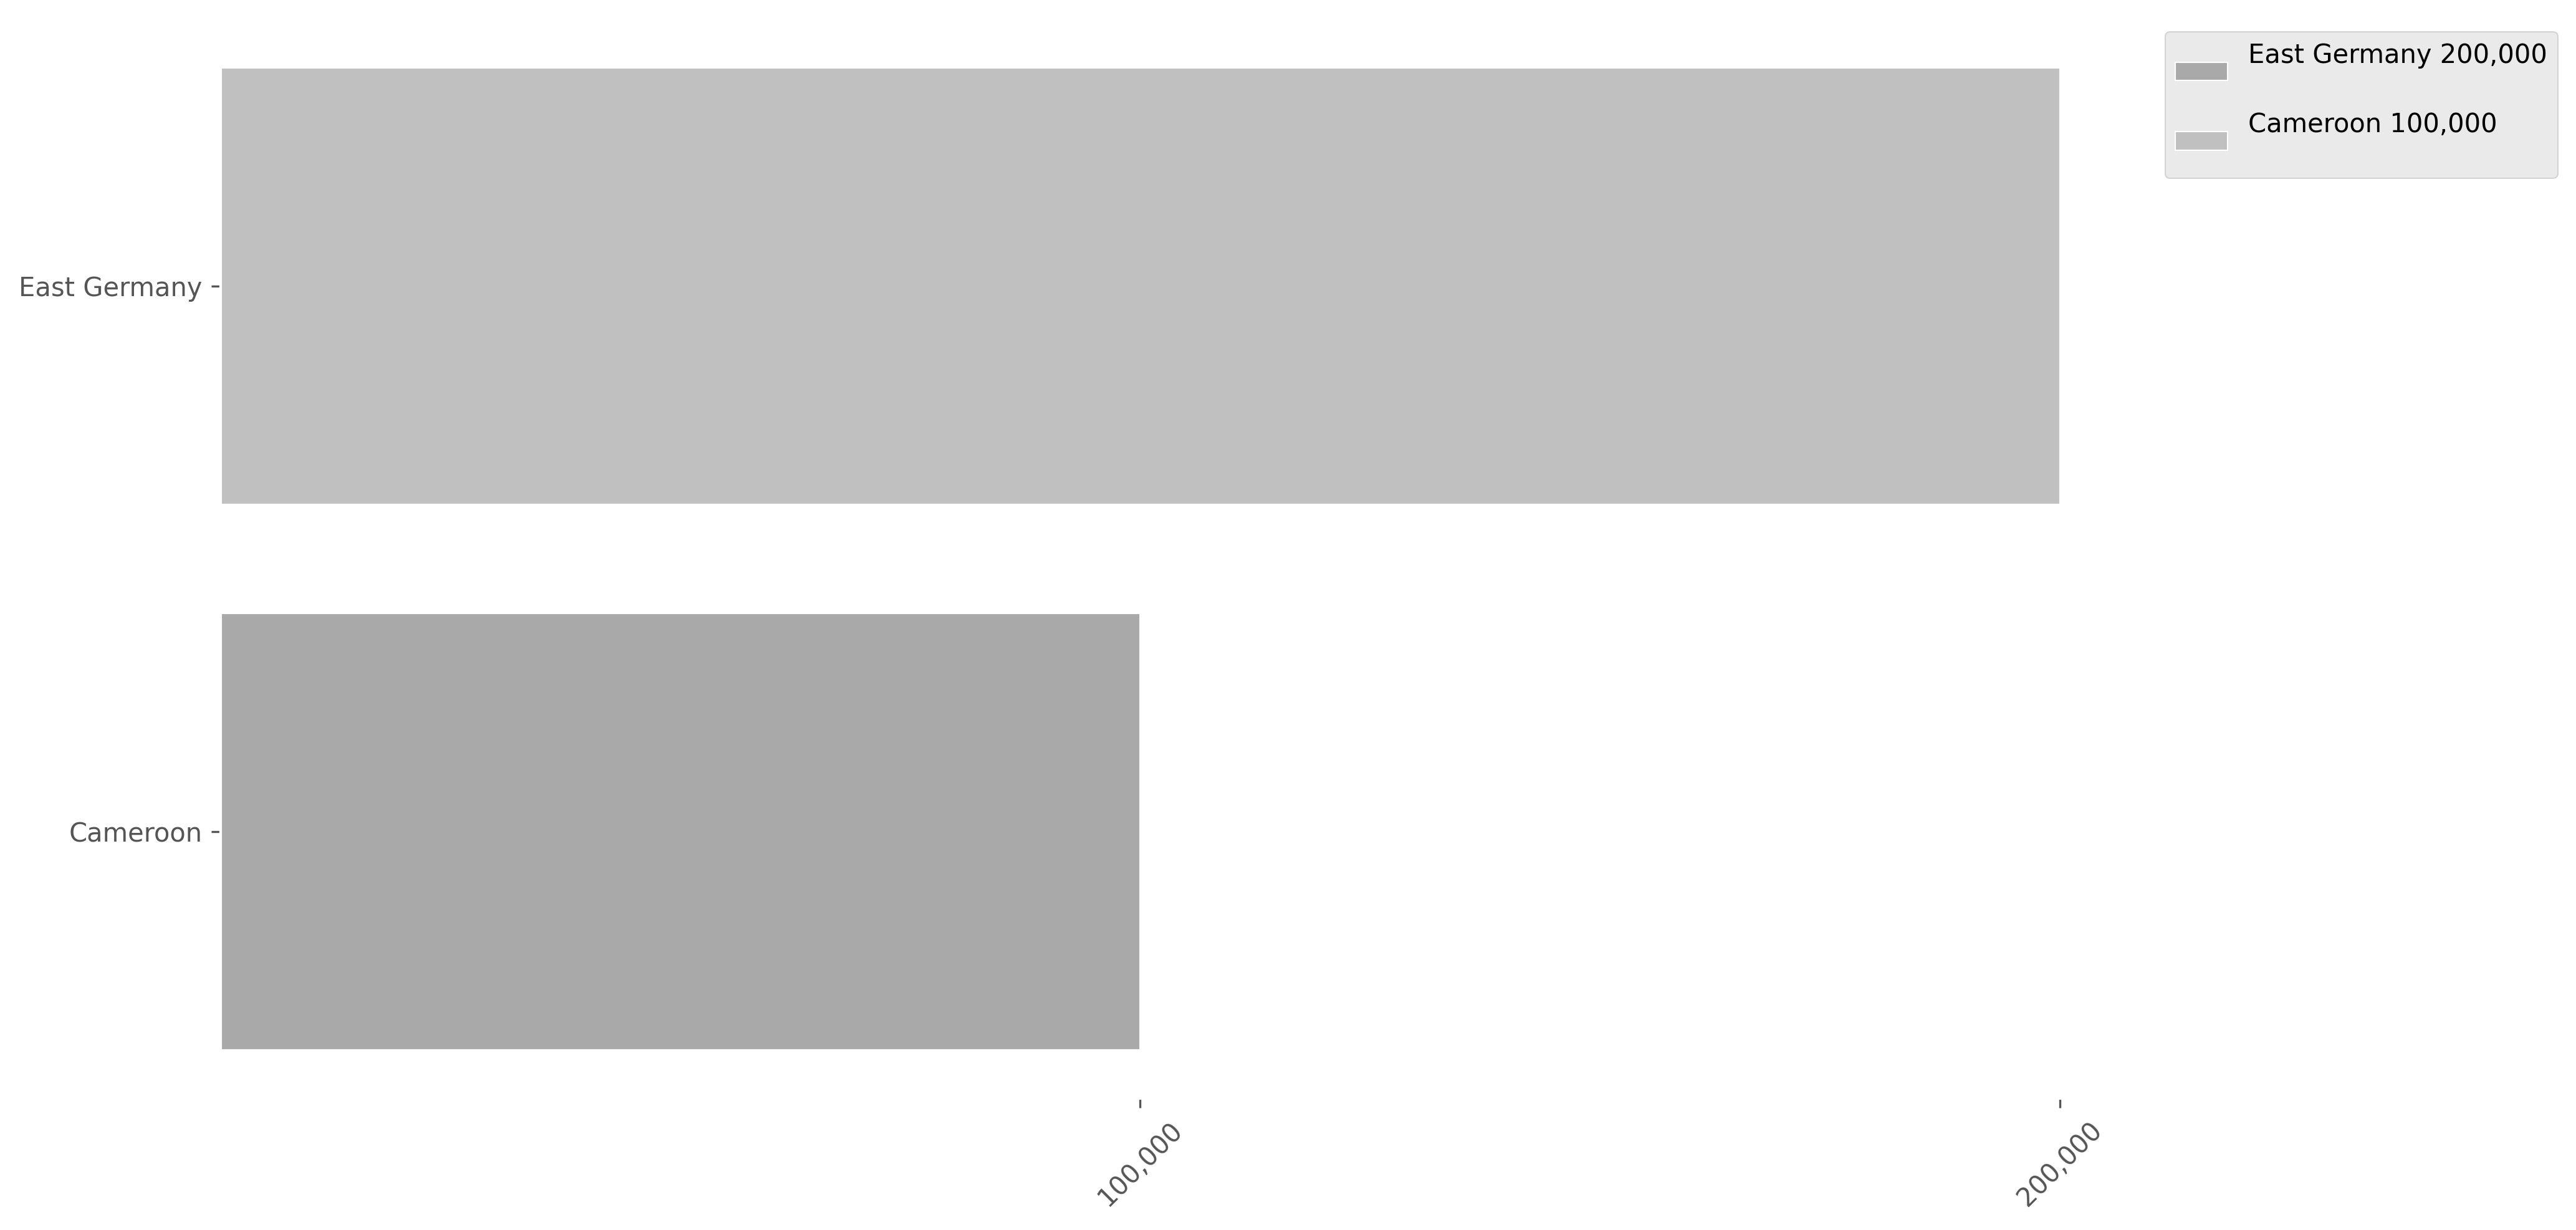 East Germany 200,000
Cameroon 100,000
East Germany
Cameroon
100,000
200,000